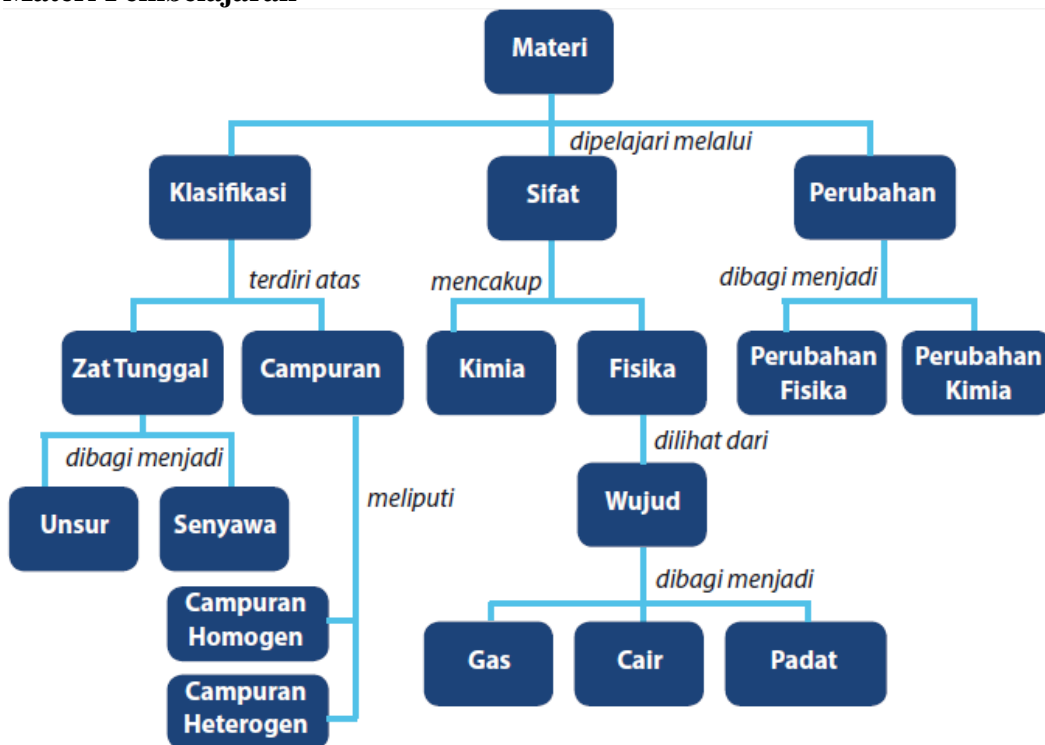 Materi Pembelajaran
Materi
dipelajari melalui
Klasifikasi
Sifat
Perubahan
terdiri atas
mencakup
dibagi menjadi
Zat Tunggal
Campuran
Kimia
Fisika
Perubahan
Fisika
Perubahan
Kimia
dibagi menjadi
dilihat dari
Unsur
Senyawa
meliputi
Wujud
dibagi menjadi
Campuran
Homogen
Gas
Cair
Padat
Campuran
Heterogen